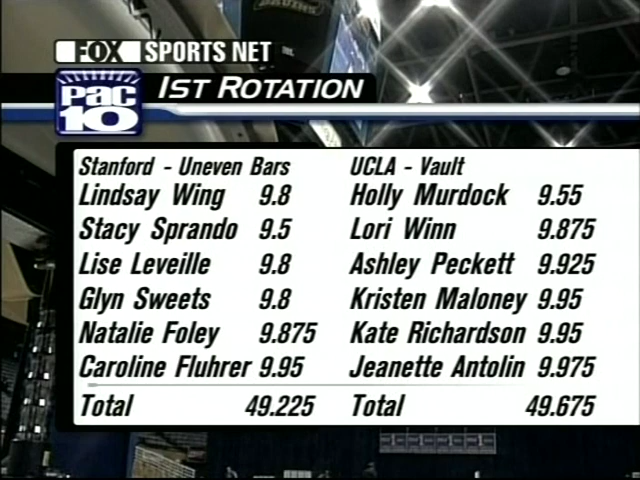 FOX SPORTS NET
PAC 10
1ST ROTATION
Stanford - Uneven Bars
Lindsay Wing 9.8
Stacy Sprando 9.5
Lise Leveille 9.8
Glyn Sweets 9.8
Natalie Foley 9.875
Caroline Fluhrer 9.95
Total 49.225
UCLA - Vault
Holly Murdock 9.55
Lori Winn 9.875
Ashley Peckett 9.925
Kristen Maloney 9.95
Kate Richardson 9.95
Jeanette Antolin 9.975
Total 49.675